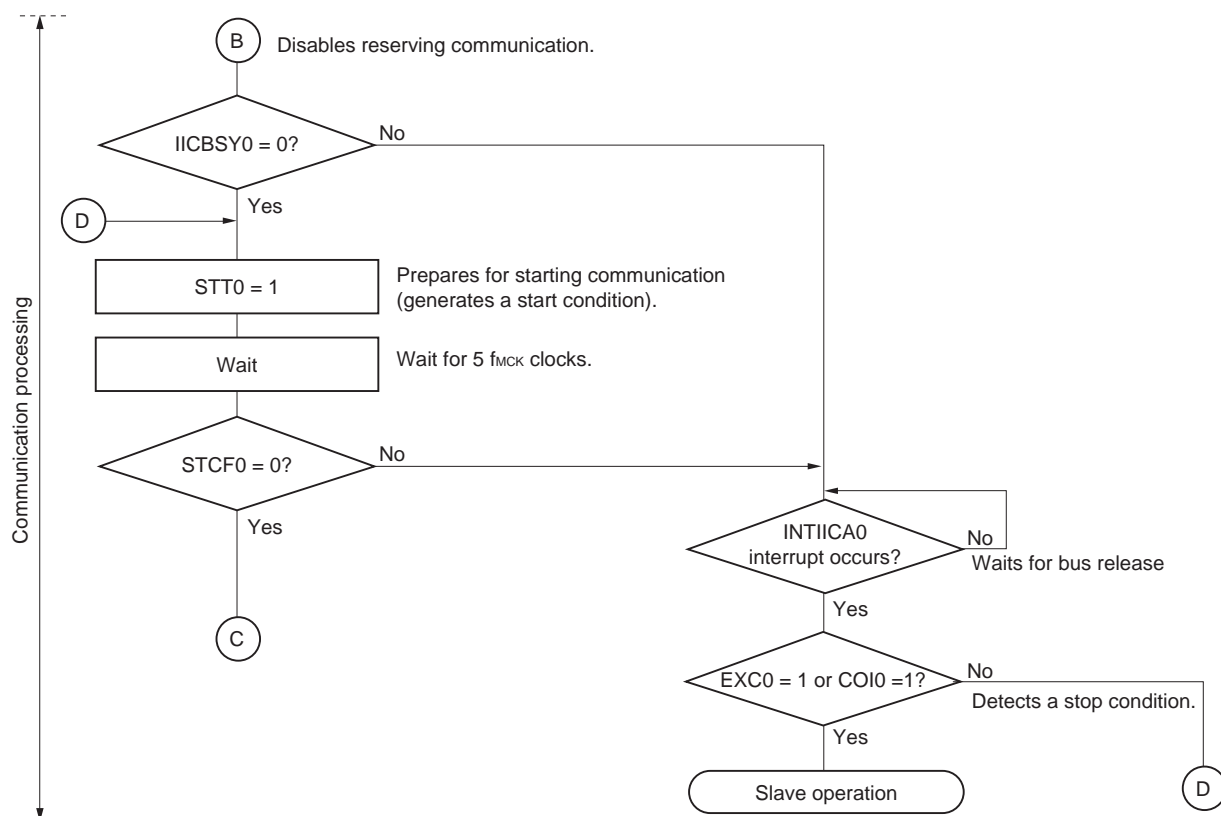 B
Disables reserving communication.
IICBSY0 = 0?
No
Yes
D
STT0 = 1
Prepares for starting communication
(generates a start condition).
Wait
Wait for 5 fMCK clocks.
STCF0 = 0?
No
Yes
C
INTIICA0
interrupt occurs?
No
Waits for bus release
Yes
EXC0 = 1 or COI0 =1?
No
Detects a stop condition.
Yes
Slave operation
D
Communication processing